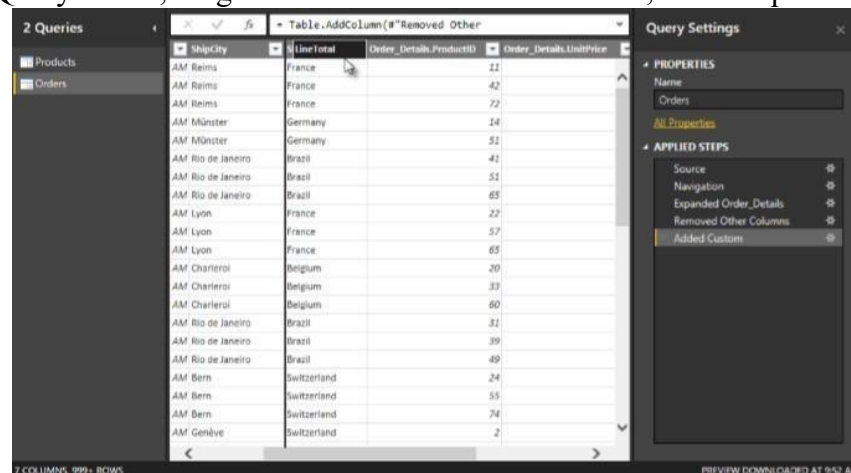 2 Queries
Products
Orders
fx = Table.AddColumn(#"Removed Other
ShipCity S LineTotal Order_Details.ProductID Order_Details.UnitPrice
AM Reims France 11
AM Reims France 42
AM Reims France 72
AM Münster Germany 14
AM Münster Germany 51
AM Rio de Janeiro Brazil 41
AM Rio de Janeiro Brazil 51
AM Rio de Janeiro Brazil 65
AM Lyon France 22
AM Lyon France 57
AM Lyon France 65
AM Charleroi Belgium 20
AM Charleroi Belgium 33
AM Charleroi Belgium 60
AM Rio de Janeiro Brazil 31
AM Rio de Janeiro Brazil 39
AM Rio de Janeiro Brazil 49
AM Bern Switzerland 24
AM Bern Switzerland 55
AM Bern Switzerland 74
AM Genève Switzerland 2
7 COLUMNS, 999+ ROWS
Query Settings
PROPERTIES
Name
Orders
All Properties
APPLIED STEPS
Source
Navigation
Expanded Order_Details
Removed Other Columns
Added Custom
PREVIEW DOWNLOADED AT 9:52 A